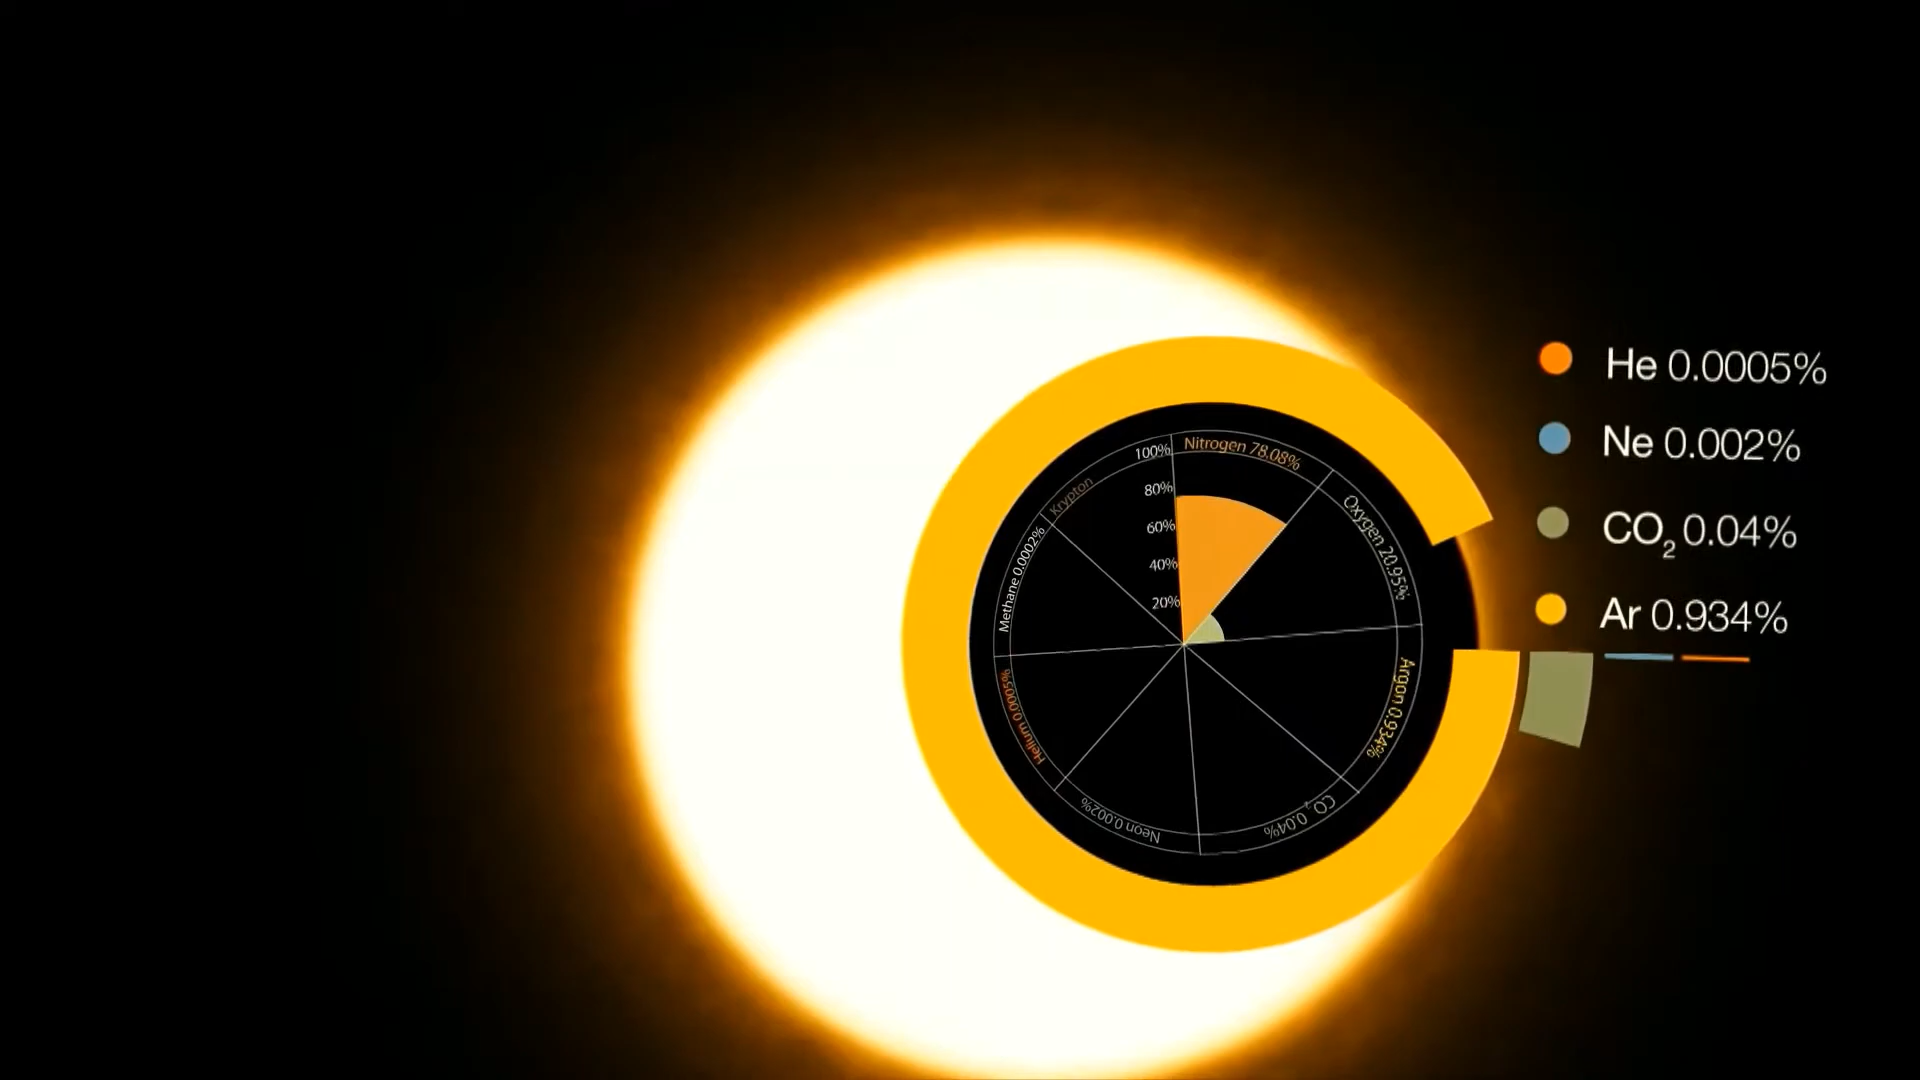 He 0.0005%
Ne 0.002%
CO₂ 0.04%
Ar 0.934%
100%
80%
60%
40%
20%
Nitrogen 78.08%
Oxygen 20.95%
Argon 0.934%
CO₂ 0.04%
Neon 0.002%
Helium 0.0005%
Methane 0.0002%
Krypton